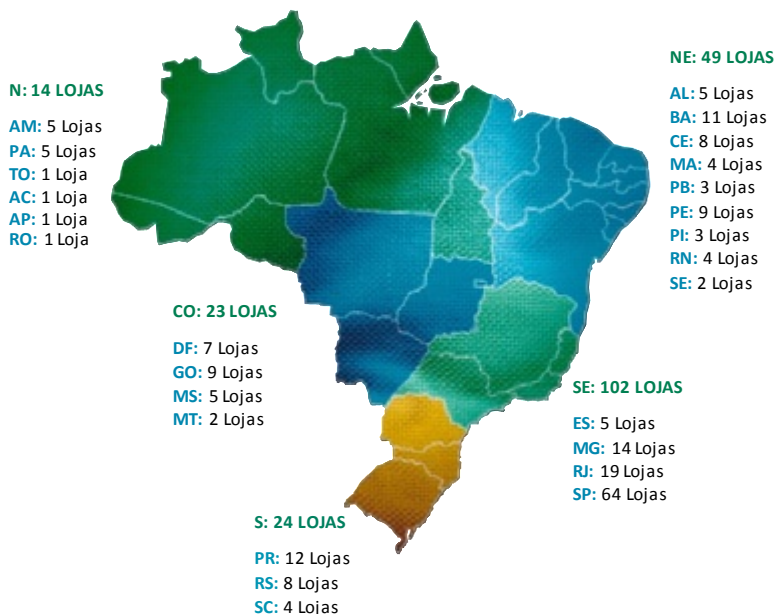 N: 14 LOJAS
AM: 5 Lojas
PA: 5 Lojas
TO: 1 Loja
AC: 1 Loja
AP: 1 Loja
RO: 1 Loja
NE: 49 LOJAS
AL: 5 Lojas
BA: 11 Lojas
CE: 8 Lojas
MA: 4 Lojas
PB: 3 Lojas
PE: 9 Lojas
PI: 3 Lojas
RN: 4 Lojas
SE: 2 Lojas
CO: 23 LOJAS
DF: 7 Lojas
GO: 9 Lojas
MS: 5 Lojas
MT: 2 Lojas
SE: 102 LOJAS
ES: 5 Lojas
MG: 14 Lojas
RJ: 19 Lojas
SP: 64 Lojas
S: 24 LOJAS
PR: 12 Lojas
RS: 8 Lojas
SC: 4 Lojas